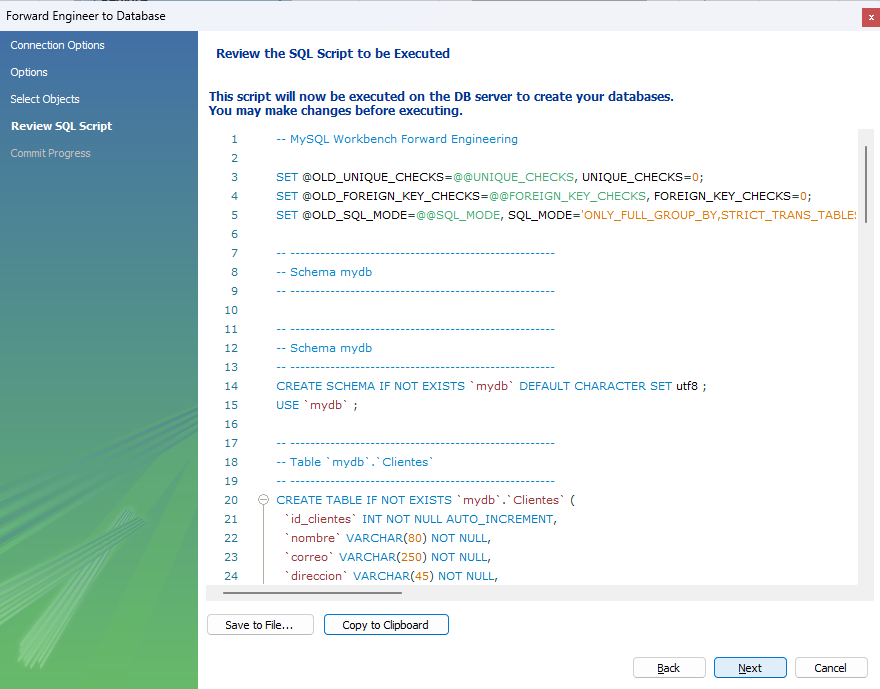 Forward Engineer to Database
x
Connection Options
Options
Select Objects
Review SQL Script
Commit Progress
Review the SQL Script to be Executed
This script will now be executed on the DB server to create your databases.
You may make changes before executing.
1 -- MySQL Workbench Forward Engineering
2
3 SET @OLD_UNIQUE_CHECKS=@@UNIQUE_CHECKS, UNIQUE_CHECKS=0;
4 SET @OLD_FOREIGN_KEY_CHECKS=@@FOREIGN_KEY_CHECKS, FOREIGN_KEY_CHECKS=0;
5 SET @OLD_SQL_MODE=@@SQL_MODE, SQL_MODE='ONLY_FULL_GROUP_BY,STRICT_TRANS_TABLES
6
7 -- -----------------------------------------------------
8 -- Schema mydb
9 -- -----------------------------------------------------
10
11 -- -----------------------------------------------------
12 -- Schema mydb
13 -- -----------------------------------------------------
14 CREATE SCHEMA IF NOT EXISTS `mydb` DEFAULT CHARACTER SET utf8 ;
15 USE `mydb` ;
16
17 -- -----------------------------------------------------
18 -- Table `mydb`.`Clientes`
19 -- -----------------------------------------------------
20 CREATE TABLE IF NOT EXISTS `mydb`.`Clientes` (
21 `id_clientes` INT NOT NULL AUTO_INCREMENT,
22 `nombre` VARCHAR(80) NOT NULL,
23 `correo` VARCHAR(250) NOT NULL,
24 `direccion` VARCHAR(45) NOT NULL,
Save to File...
Copy to Clipboard
Back
Next
Cancel